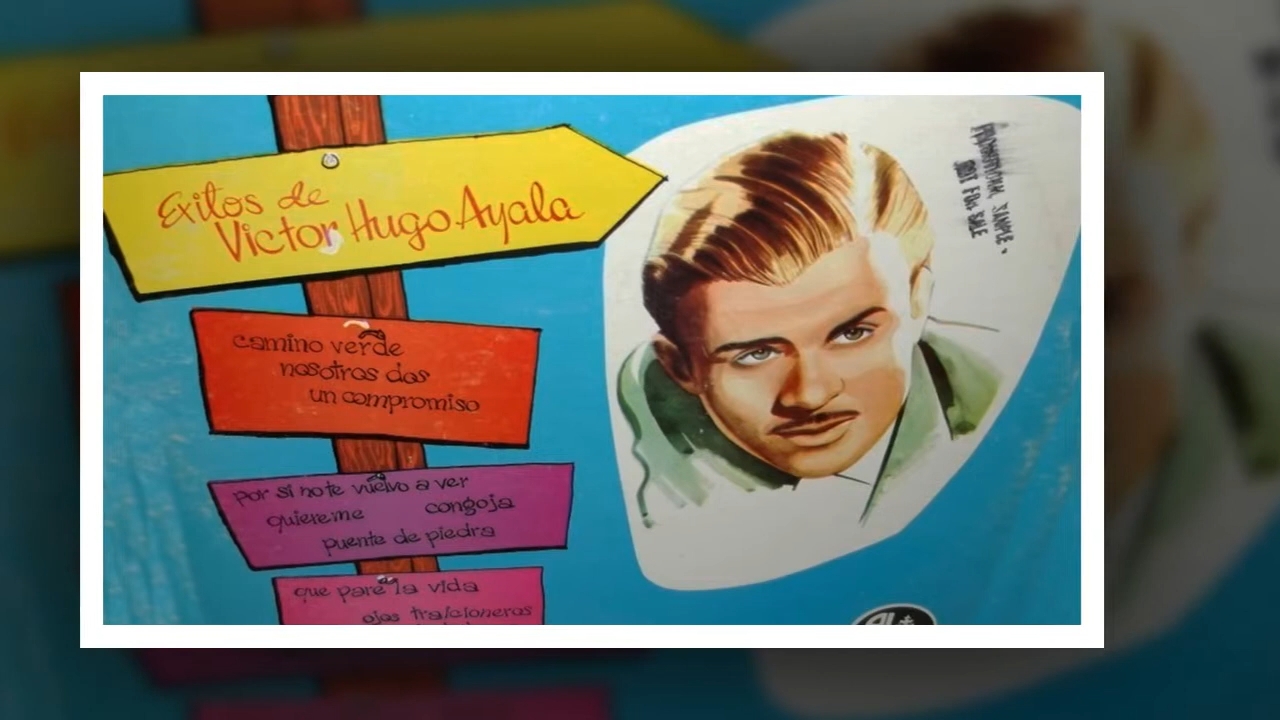 Exitos de
Victor Hugo Ayala
camino verde
nosotros dos
un compromiso
por si no te vuelvo a ver
quiereme congoja
puente de piedra
que pare la vida
ojos traicioneros
PROMOTIONAL SAMPLE.
NOT FOR SALE